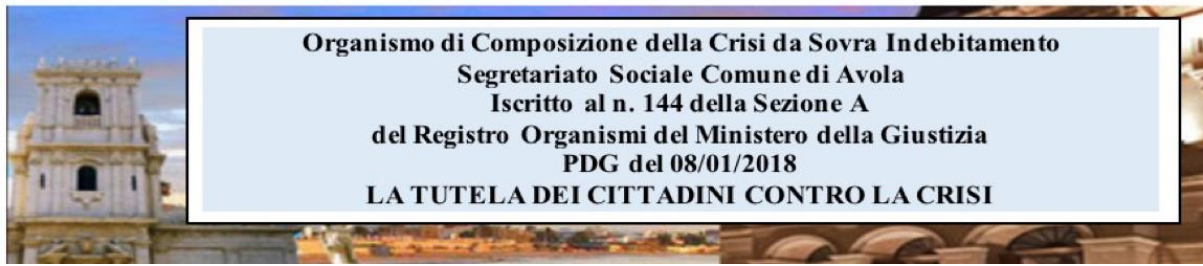 Organismo di Composizione della Crisi da Sovra Indebitamento
Segretariato Sociale Comune di Avola
Iscritto al n. 144 della Sezione A
del Registro Organismi del Ministero della Giustizia
PDG del 08/01/2018
LA TUTELA DEI CITTADINI CONTRO LA CRISI